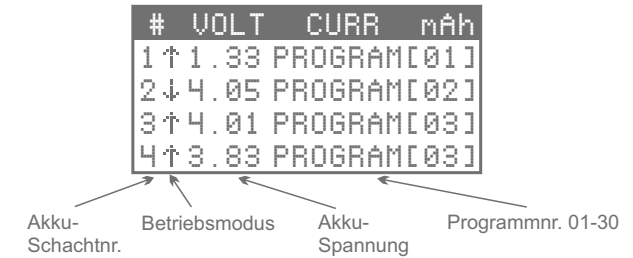 # VOLT CURR mAh
1↑1.33 PROGRAM[01]
2↓4.05 PROGRAM[02]
3↑4.01 PROGRAM[03]
4↑3.83 PROGRAM[03]
Akku-Schachtnr. Betriebsmodus Akku-Spannung Programmnr. 01-30